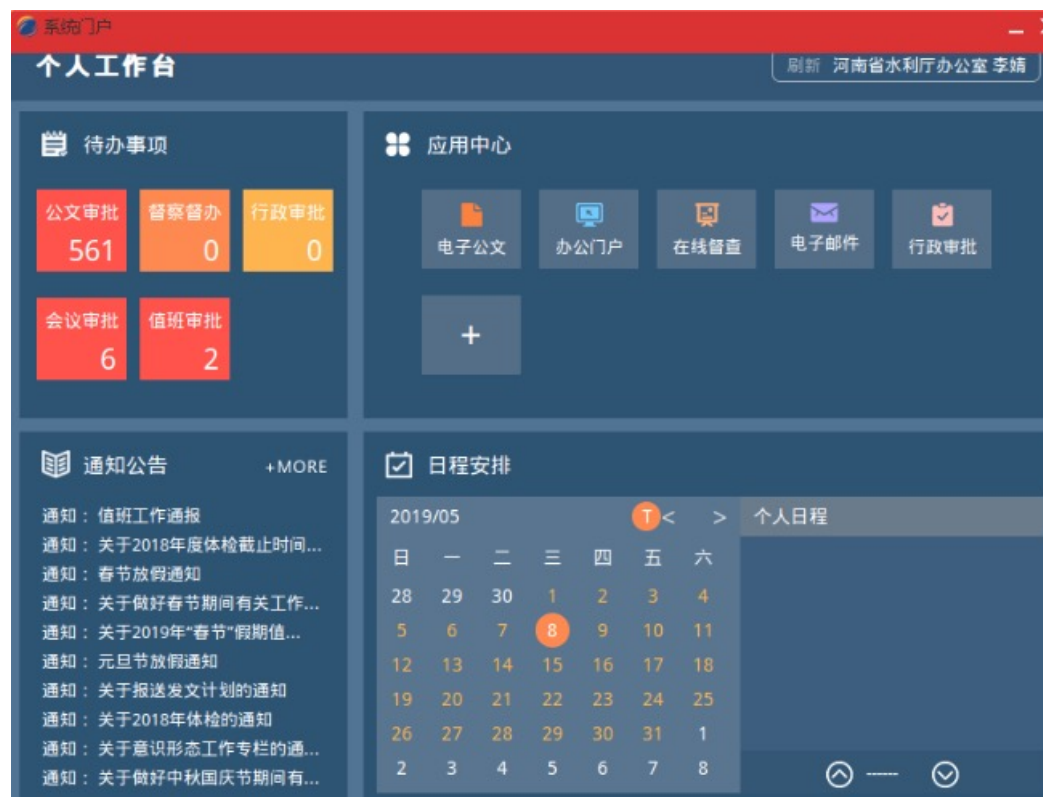 系统门户
个人工作台
刷新 河南省水利厅办公室 李婧
待办事项
公文审批 督察督办 行政审批
561 0 0
会议审批 值班审批
6 2
应用中心
电子公文 办公门户 在线督查 电子邮件 行政审批
+
通知公告 +MORE
通知： 值班工作通报
通知： 关于2018年度体检截止时间...
通知： 春节放假通知
通知： 关于做好春节期间有关工作...
通知： 关于2019年“春节”假期值...
通知： 元旦节放假通知
通知： 关于报送发文计划的通知
通知： 关于2018年体检的通知
通知： 关于意识形态工作专栏的通...
通知： 关于做好中秋国庆节期间有...
日程安排
2019/05 T < >
日 一 二 三 四 五 六
28 29 30 1 2 3 4
5 6 7 8 9 10 11
12 13 14 15 16 17 18
19 20 21 22 23 24 25
26 27 28 29 30 31 1
2 3 4 5 6 7 8
个人日程
-----